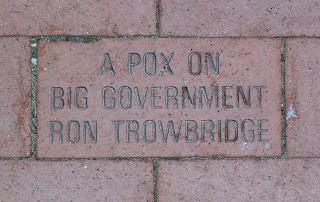 A POX ON
BIG GOVERNMENT
RON TROWBRIDGE